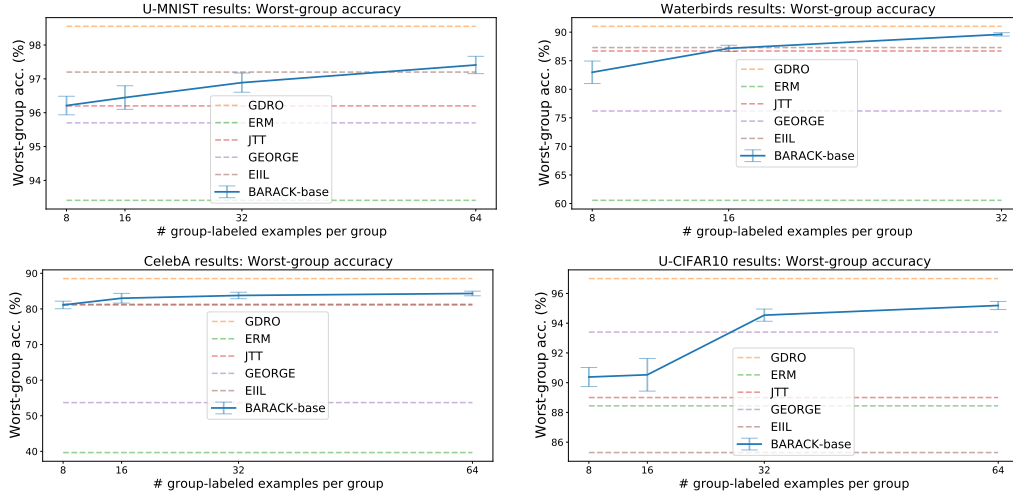 U-MNIST results: Worst-group accuracy
Worst-group acc. (%)
98
97
96
95
94
GDRO
ERM
JTT
GEORGE
EIIL
BARACK-base
8
16
32
64
# group-labeled examples per group
Waterbirds results: Worst-group accuracy
Worst-group acc. (%)
90
85
80
75
70
65
60
GDRO
ERM
JTT
GEORGE
EIIL
BARACK-base
8
16
32
# group-labeled examples per group
CelebA results: Worst-group accuracy
Worst-group acc. (%)
90
80
70
60
50
40
GDRO
ERM
JTT
GEORGE
EIIL
BARACK-base
8
16
32
64
# group-labeled examples per group
U-CIFAR10 results: Worst-group accuracy
Worst-group acc. (%)
96
94
92
90
88
86
GDRO
ERM
JTT
GEORGE
EIIL
BARACK-base
8
16
32
64
# group-labeled examples per group